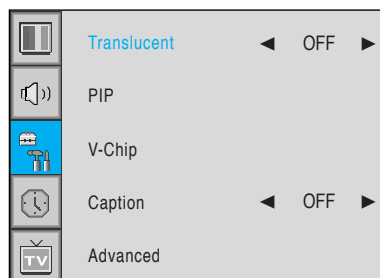 Translucent ◄ OFF ►
PIP
V-Chip
Caption ◄ OFF ►
TV Advanced